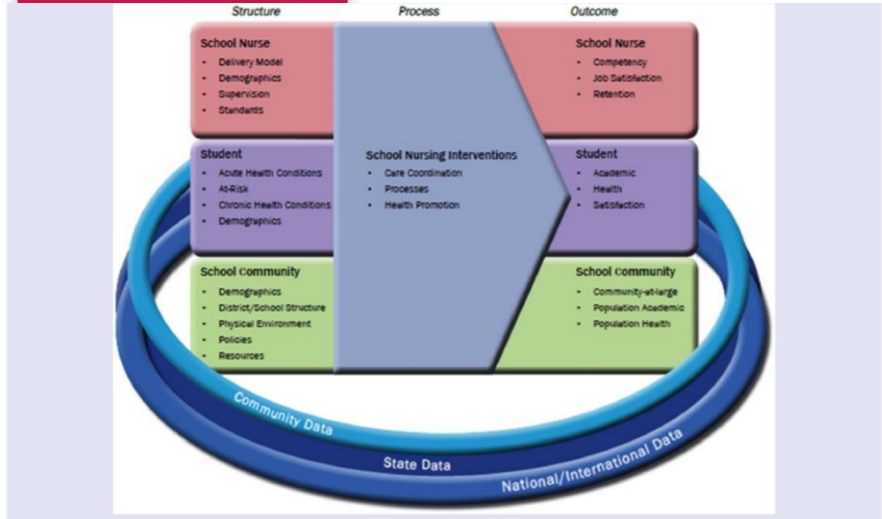 Structure
Process
Outcome
School Nurse
• Delivery Model
• Demographics
• Supervision
• Standards
Student
• Acute Health Conditions
• At-Risk
• Chronic Health Conditions
• Demographics
School Community
• Demographics
• District/School Structure
• Physical Environment
• Policies
• Resources
School Nursing Interventions
• Care Coordination
• Processes
• Health Promotion
School Nurse
• Competency
• Job Satisfaction
• Retention
Student
• Academic
• Health
• Satisfaction
School Community
• Community-at-large
• Population Academic
• Population Health
Community Data
State Data
National/International Data